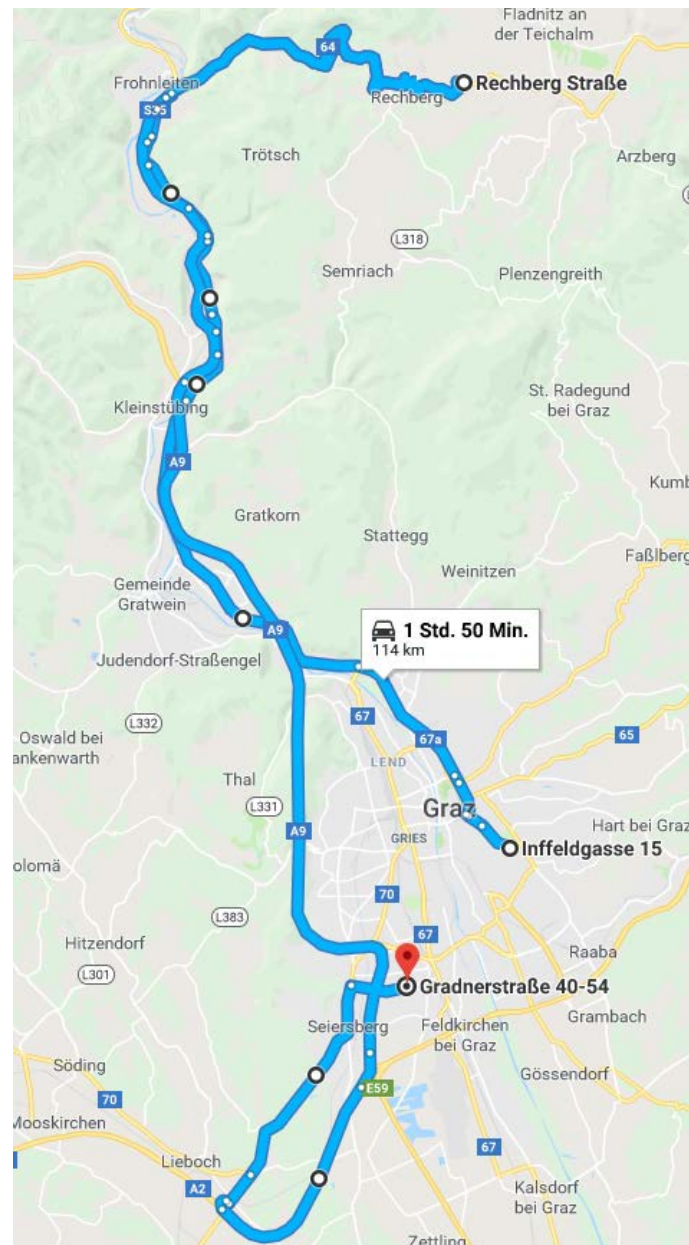 Fladnitz an
der Teichalm
64
Frohnleiten
Rechberg
Rechberg Straße
S35
Trötsch
Arzberg
L318
Semriach
Plenzengreith
Kleinstübing
St. Radegund
bei Graz
A9
Kumb
Gratkorn
Stattegg
Faßlberg
Weinitzen
Gemeinde
Gratwein
1 Std. 50 Min.
114 km
A9
Judendorf-Straßengel
L332
67
67a
65
Oswald bei
ankenwarth
LEND
Thal
L331
Graz
A9
GRIES
Hart bei Graz
Inffeldgasse 15
olomä
70
L383
Hitzendorf
67
L301
Raaba
Gradnerstraße 40-54
Seiersberg
Feldkirchen
bei Graz
Grambach
Söding
E59
Gössendorf
70
Mooskirchen
67
Lieboch
A2
Kalsdorf
bei Graz
Zettling